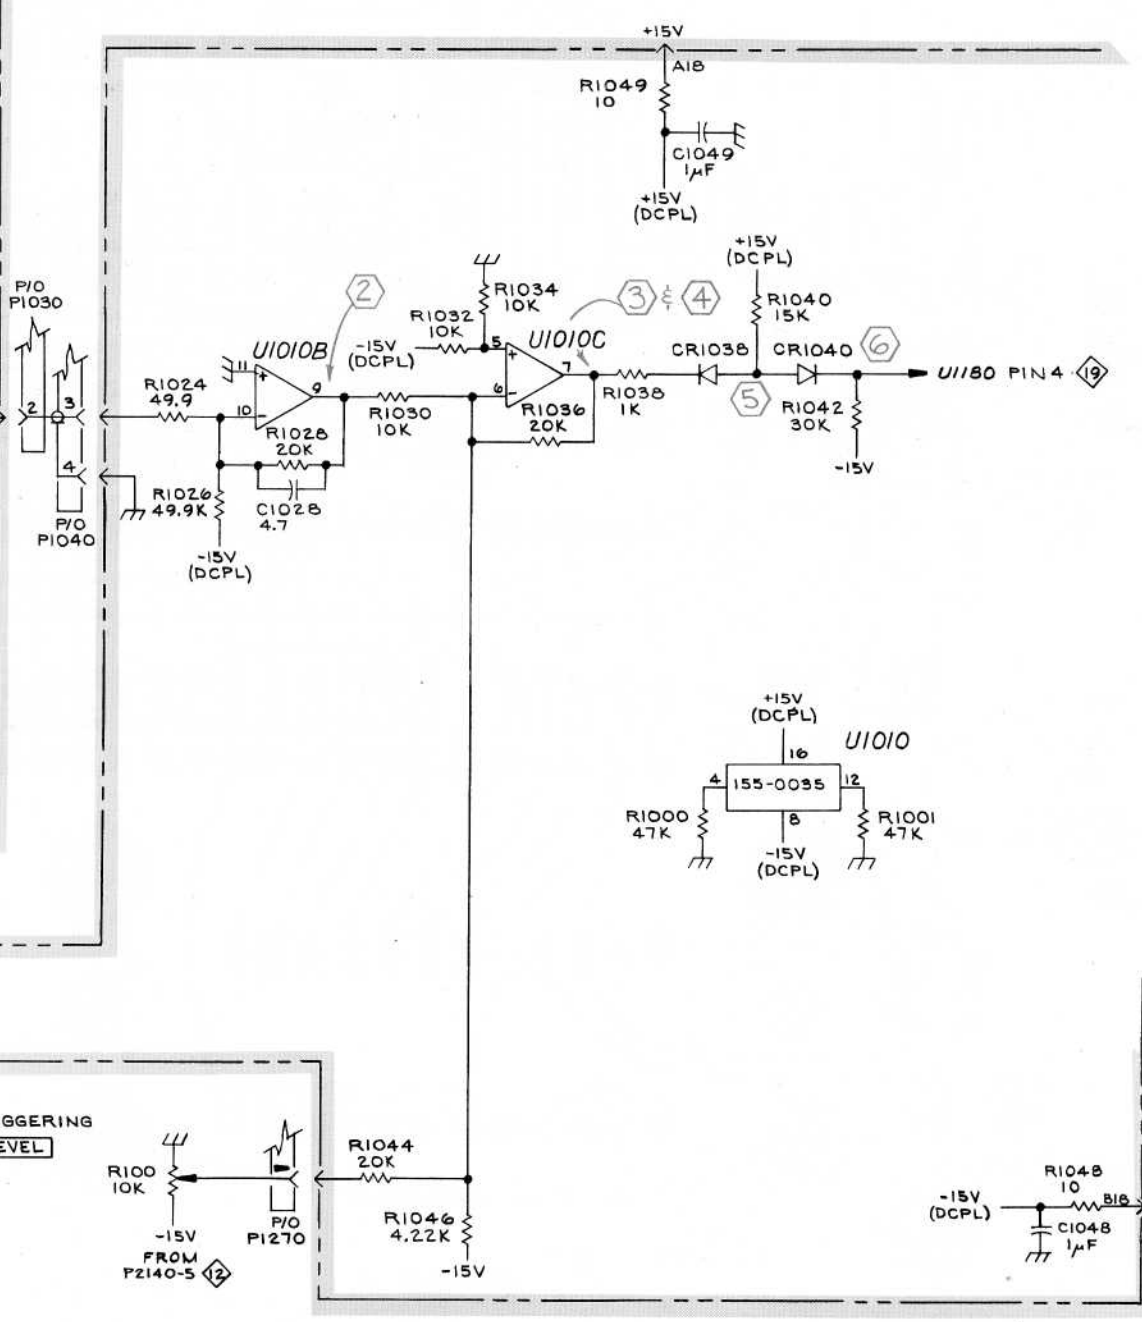 +15V
A18
R1049
10
C1049
1µF
+15V
(DCPL)
+15V
(DCPL)
P/O
P1030
2
R1034
10K
3 & 4
R1040
15K
R1032
10K
-15V
(DCPL)
U1010B
U1010C
CR1038
CR1040
6
U1180 PIN 4
19
11
+
9
5
+
7
5
R1024
49.9
2
3
10
-
R1030
10K
6
-
R1036
20K
R1038
1K
R1042
30K
-15V
R1028
20K
4
R1026
49.9K
C1028
4.7
P/O
P1040
-15V
(DCPL)
+15V
(DCPL)
U1010
16
4
155-0035
12
8
R1000
47K
R1001
47K
-15V
(DCPL)
GGERING
EVEL
R100
10K
R1044
20K
-15V
FROM
P2140-5
12
P/O
P1270
R1046
4.22K
-15V
R1048
10
B18
-15V
(DCPL)
C1048
1µF